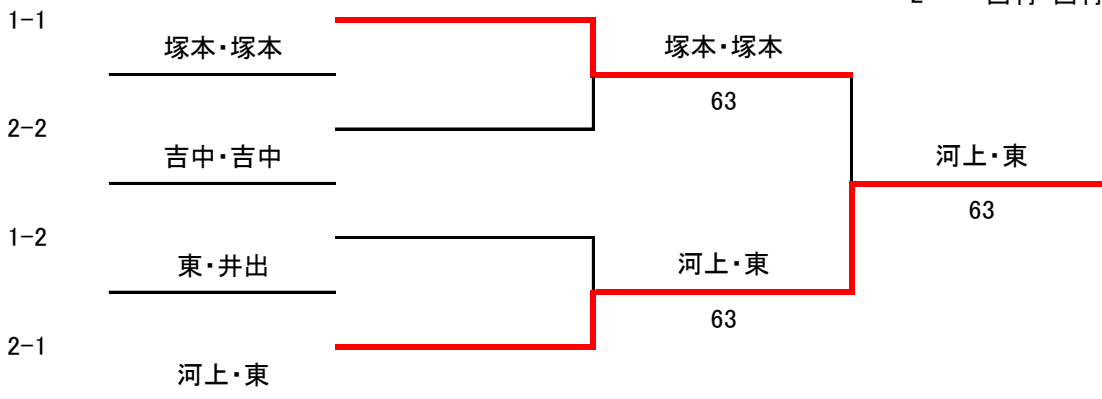 2
1-1
塚本・塚本
塚本・塚本
63
2-2
吉中・吉中
河上・東
63
1-2
東・井出
河上・東
63
2-1
河上・東